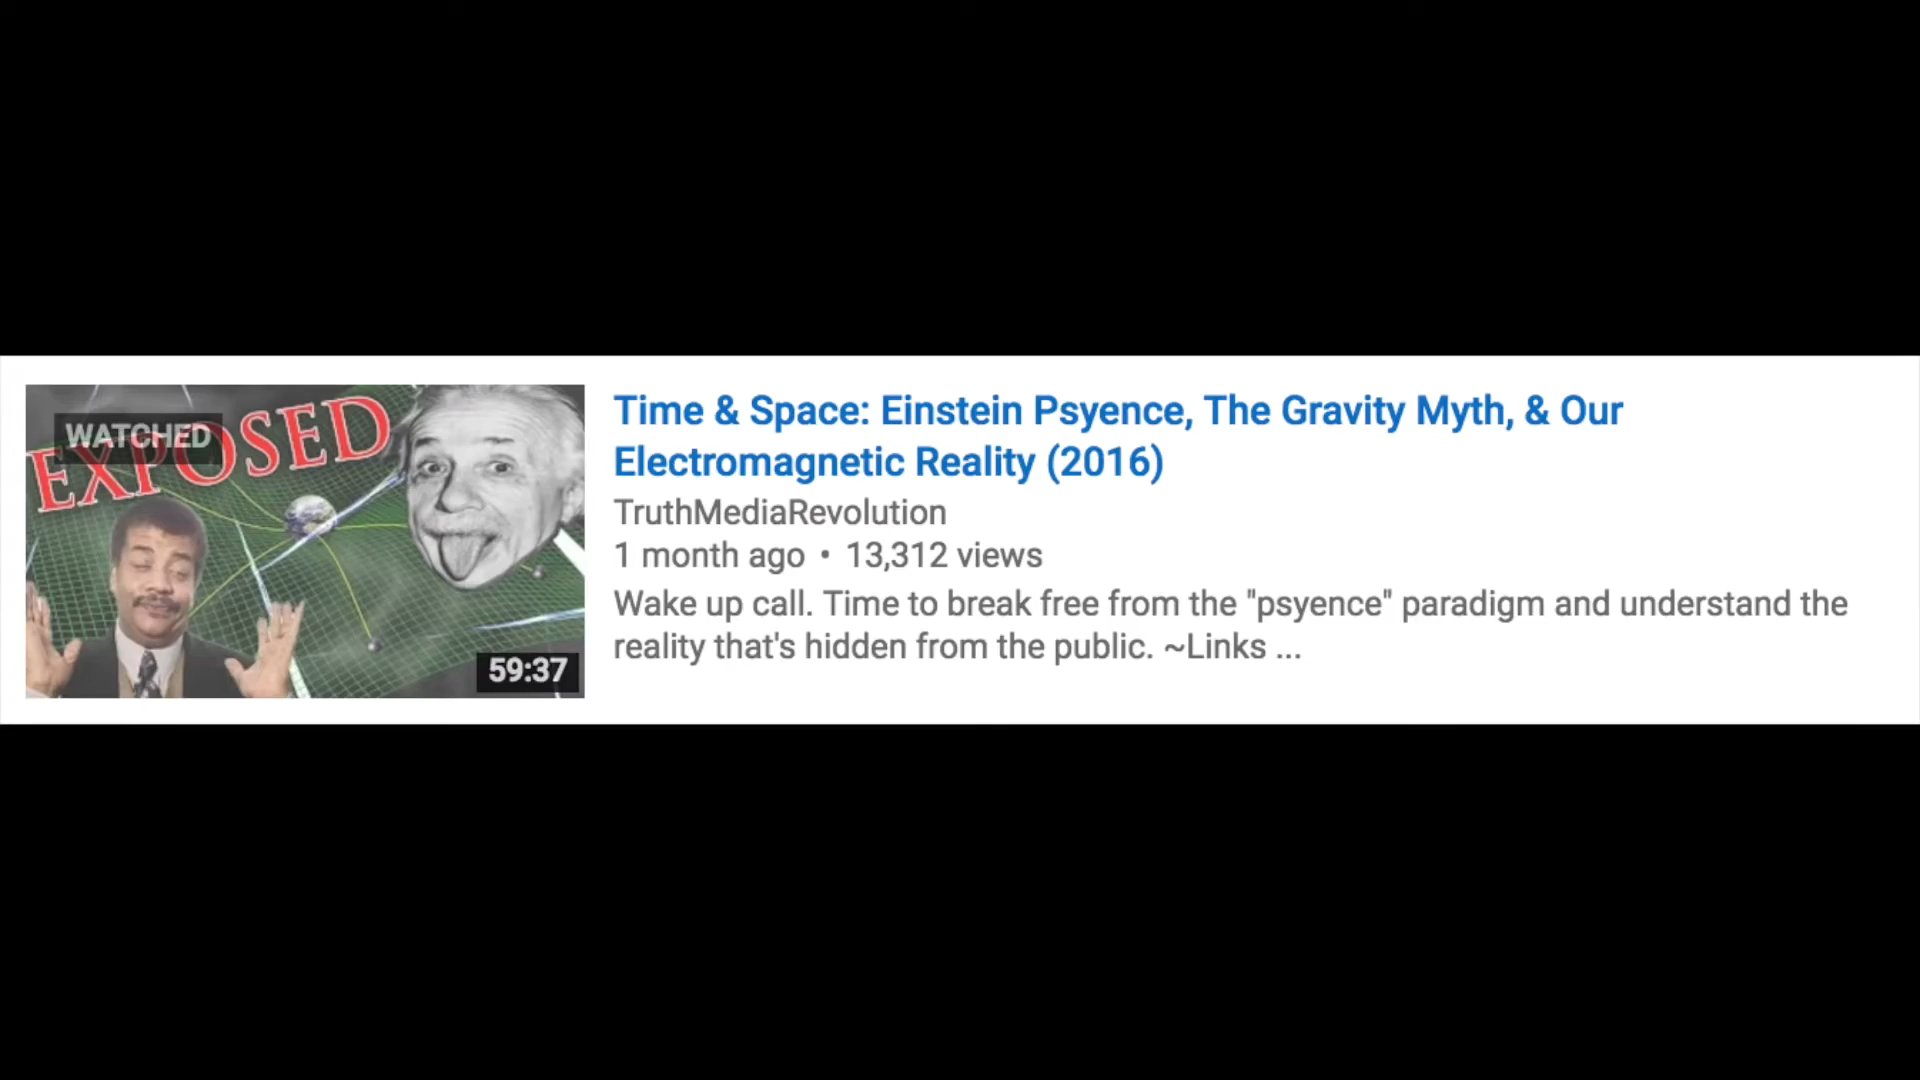 EXPOSED
WATCHED
59:37
Time & Space: Einstein Psyence, The Gravity Myth, & Our
Electromagnetic Reality (2016)
TruthMediaRevolution
1 month ago • 13,312 views
Wake up call. Time to break free from the "psyence" paradigm and understand the
reality that's hidden from the public. ~Links ...